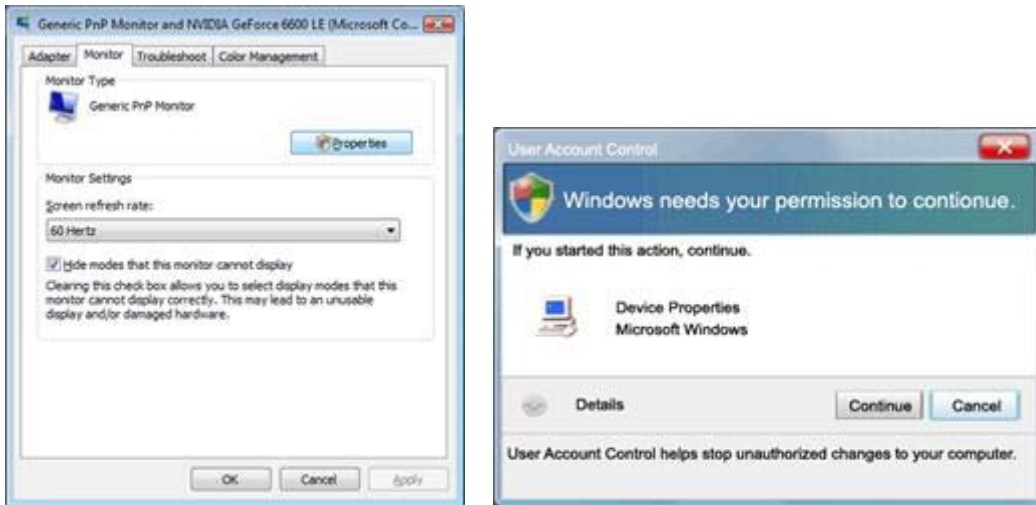 Generic PnP Monitor and NVIDIA GeForce 6600 LE (Microsoft Co...
Adapter Monitor Troubleshoot Color Management
Monitor Type
Generic PnP Monitor
Properties
Monitor Settings
Screen refresh rate:
60 Hertz
Hide modes that this monitor cannot display
Clearing this check box allows you to select display modes that this
monitor cannot display correctly. This may lead to an unusable
display and/or damaged hardware.
OK Cancel Apply
User Account Control
Windows needs your permission to contionue.
If you started this action, continue.
Device Properties
Microsoft Windows
Details Continue Cancel
User Account Control helps stop unauthorized changes to your computer.